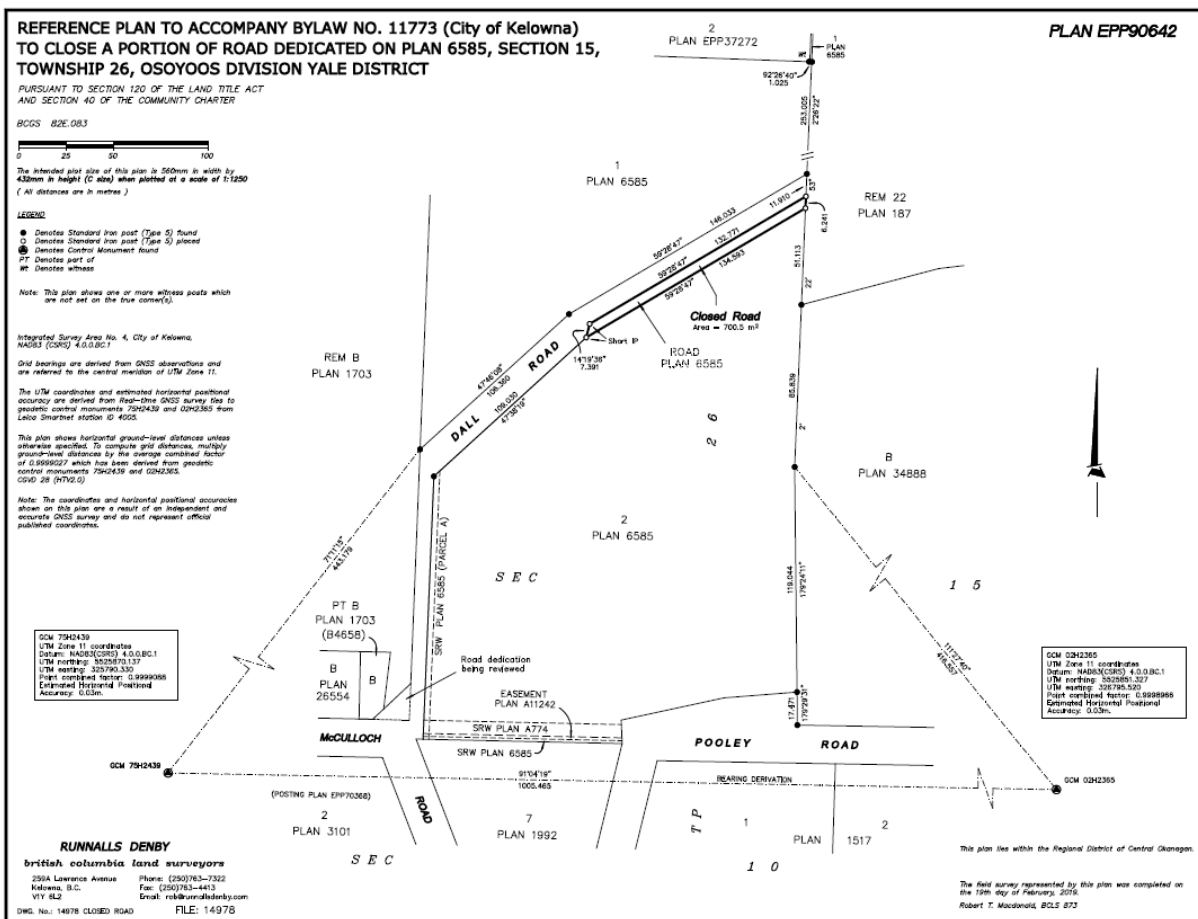 REFERENCE PLAN TO ACCOMPANY BYLAW NO. 11773 (City of Kelowna)
TO CLOSE A PORTION OF ROAD DEDICATED ON PLAN 6585, SECTION 15,
TOWNSHIP 26, OSOYOOS DIVISION YALE DISTRICT
PLAN EPP90642
PURSUANT TO SECTION 120 OF THE LAND TITLE ACT
AND SECTION 40 OF THE COMMUNITY CHARTER
BCGS 82E.083
0 25 50 100
The intended plot size of this plan is 560mm in width by
432mm in height (C size) when plotted at a scale of 1:1250
( All distances are in metres )
LEGEND
Denotes Standard Iron post (Type 5) found
Denotes Standard Iron post (Type 5) placed
Denotes Control Monument found
PT Denotes part of
Wt Denotes witness
Note: This plan shows one or more witness posts which
are not set on the true corner(s).
Integrated Survey Area No. 4, City of Kelowna,
NAD83 (CSRS) 4.0.0.BC.1
Grid bearings are derived from GNSS observations and
are referred to the central meridian of UTM Zone 11.
The UTM coordinates and estimated horizontal positional
accuracy are derived from Real-time GNSS survey ties to
geodetic control monuments 75H2439 and 02H2365 from
Leica Smartnet station ID 4005.
This plan shows horizontal ground-level distances unless
otherwise specified. To compute grid distances, multiply
ground-level distances by the average combined factor
of 0.9999027 which has been derived from geodetic
control monuments 75H2439 and 02H2365.
CGVD 28 (HTV2.0)
Note: The coordinates and horizontal positional accuracies
shown on this plan are a result of an independent and
accurate GNSS survey and do not represent official
published coordinates.
2
PLAN EPP37272
1
PLAN
6585
Wt
92°26'40"
1.025
253.005
2°26'22"
1
PLAN 6585
53"
11.910
6.241
REM 22
PLAN 187
146.033
59°28'47"
132.771
59°28'47"
134.593
59°28'47"
51.113
22'
Closed Road
Area = 700.5 m²
Short IP
14°19'36"
7.391
ROAD
PLAN 6585
REM B
PLAN 1703
47°46'08"
106.360
DALL ROAD
109.030
47°38'19"
85.839
2°
2 6
B
PLAN 34888
2
PLAN 6585
71°11'15"
443.179
SRW PLAN 6585 (PARCEL A)
SEC
119.044
179°24'11"
1 5
111°27'40"
416.557
PT B
PLAN 1703
(B4658)
B
PLAN
26554
B
Road dedication
being reviewed
EASEMENT
PLAN A11242
SRW PLAN A774
SRW PLAN 6585
17.471
179°29'31"
GCM 75H2439
UTM Zone 11 coordinates
Datum: NAD83(CSRS) 4.0.0.BC.1
UTM northing: 5525870.137
UTM easting: 325790.330
Point combined factor: 0.9999088
Estimated Horizontal Positional
Accuracy: 0.03m.
GCM 02H2365
UTM Zone 11 coordinates
Datum: NAD83(CSRS) 4.0.0.BC.1
UTM northing: 5525851.327
UTM easting: 326795.520
Point combined factor: 0.9998966
Estimated Horizontal Positional
Accuracy: 0.03m.
McCULLOCH
ROAD
POOLEY ROAD
GCM 75H2439
91°04'19"
1005.465
BEARING DERIVATION
GCM 02H2365
(POSTING PLAN EPP70368)
2
PLAN 3101
7
PLAN 1992
TP
1
2
PLAN 1517
SEC
1 0
RUNNALLS DENBY
british columbia land surveyors
259A Lawrence Avenue
Kelowna, B.C.
V1Y 6L2
Phone: (250)763-7322
Fax: (250)763-4413
Email: rob@runnallsdenby.com
DWG. No.: 14978 CLOSED ROAD
FILE: 14978
This plan lies within the Regional District of Central Okanagan.
The field survey represented by this plan was completed on
the 19th day of February, 2019.
Robert T. Macdonald, BCLS 873